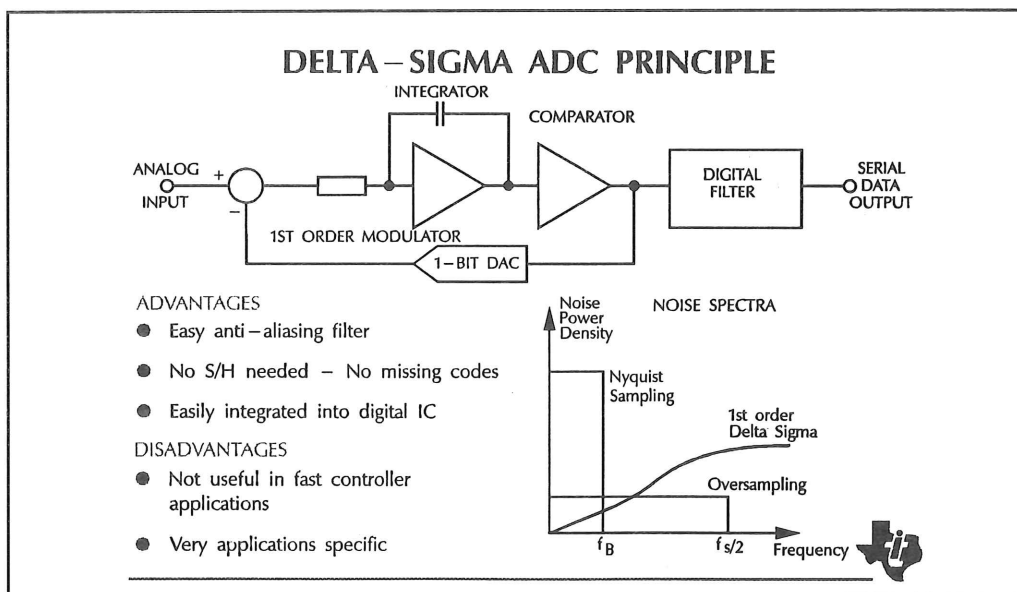 DELTA – SIGMA ADC PRINCIPLE
INTEGRATOR
COMPARATOR
ANALOG
INPUT
+
–
DIGITAL
FILTER
SERIAL
DATA
OUTPUT
1ST ORDER MODULATOR
1–BIT DAC
ADVANTAGES
● Easy anti–aliasing filter
● No S/H needed – No missing codes
● Easily integrated into digital IC
DISADVANTAGES
● Not useful in fast controller
applications
● Very applications specific
Noise
Power
Density
NOISE SPECTRA
Nyquist
Sampling
1st order
Delta Sigma
Oversampling
fB
fs/2
Frequency
ti